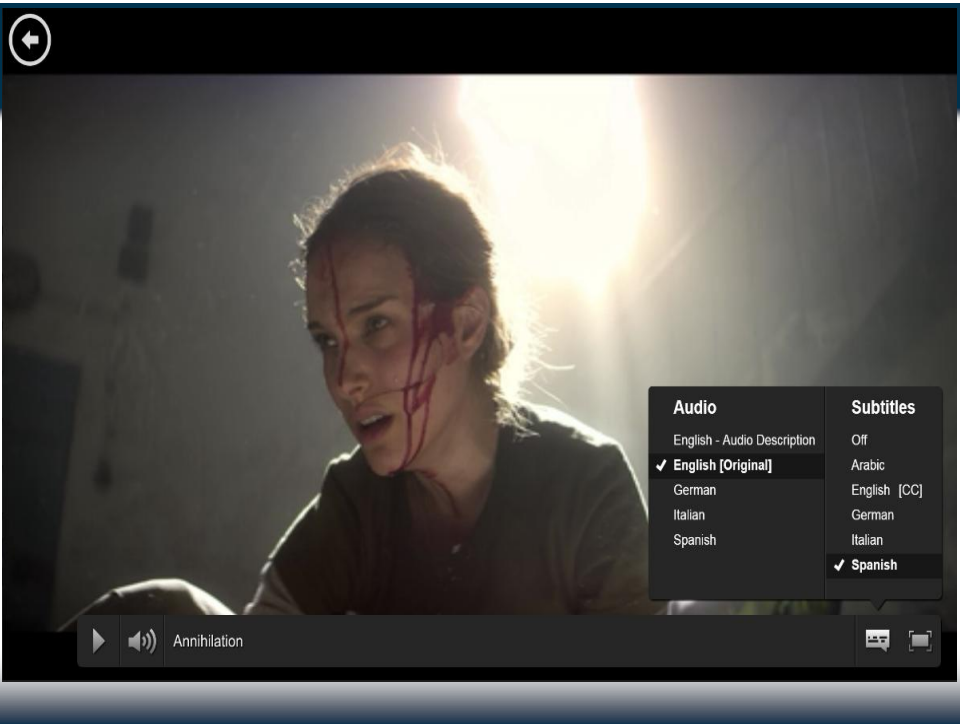 Audio
English - Audio Description
English [Original]
German
Italian
Spanish
Subtitles
Off
Arabic
English [CC]
German
Italian
Spanish
Annihilation